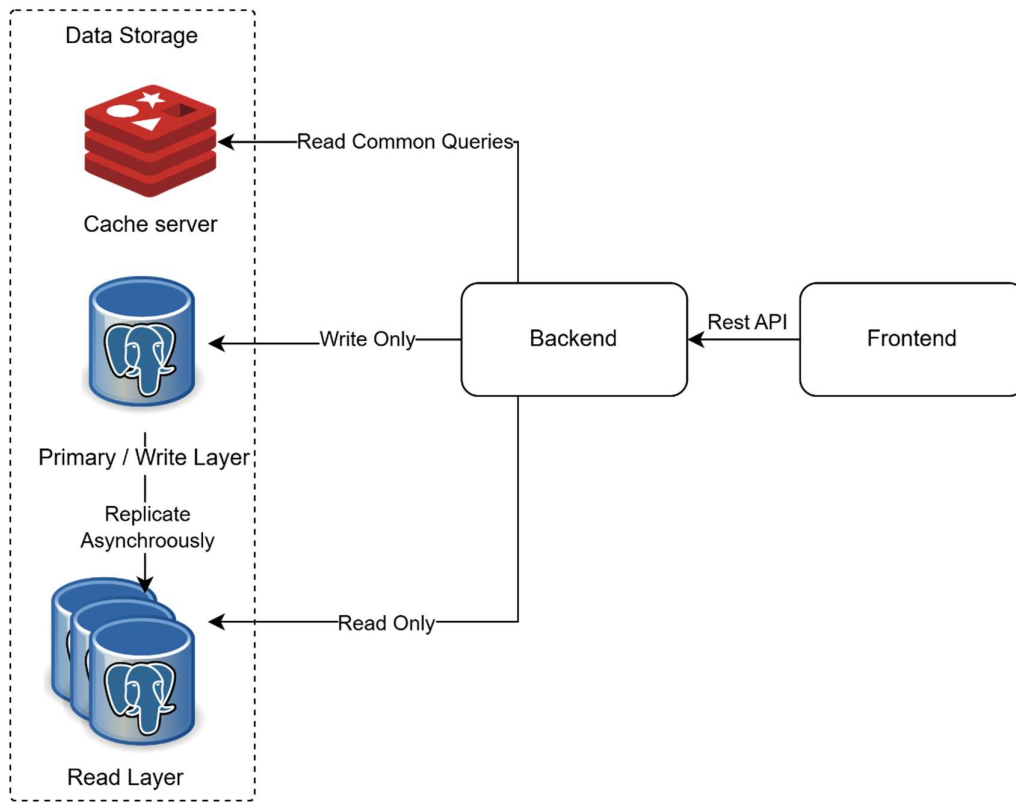 Data Storage
Read Common Queries
Cache server
Write Only
Backend
Rest API
Frontend
Primary / Write Layer
Replicate
Asynchroously
Read Only
Read Layer